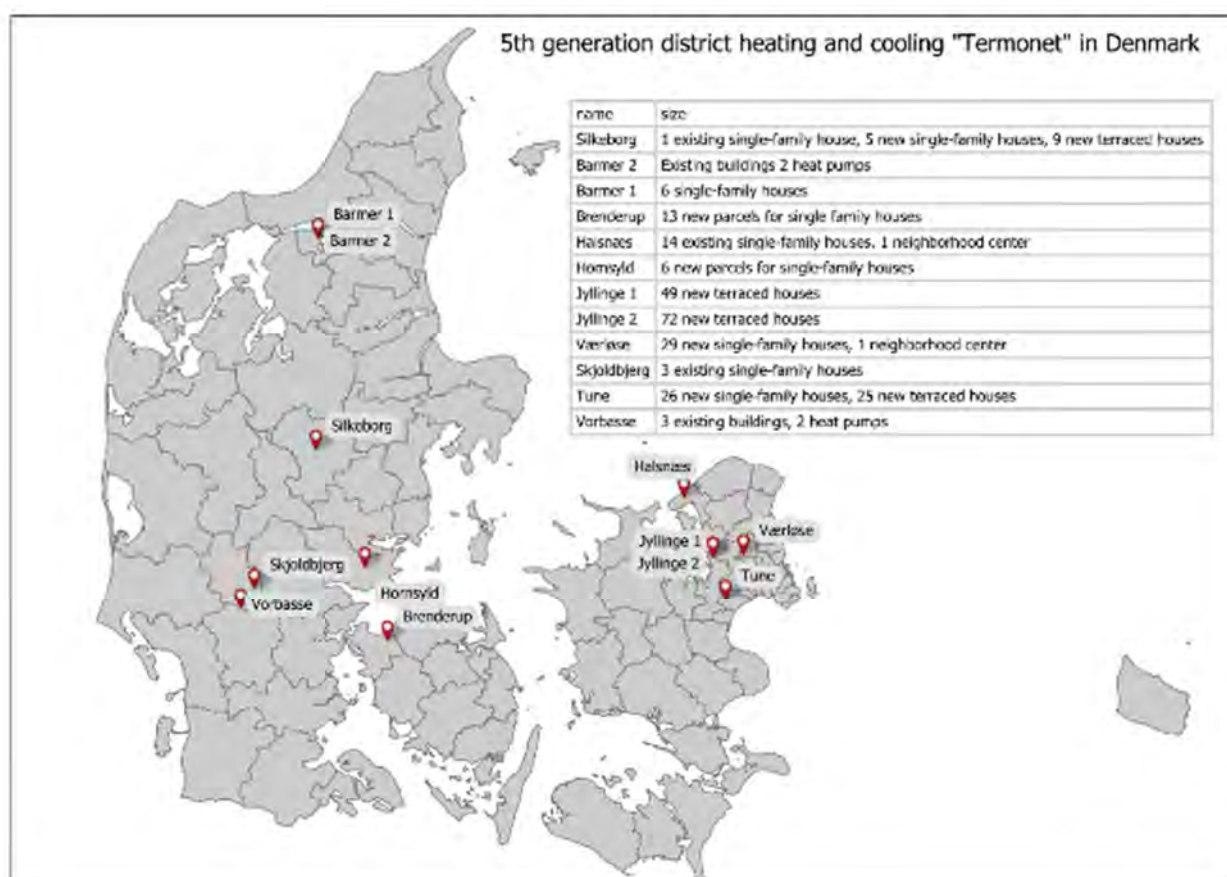 5th generation district heating and cooling "Termonet" in Denmark
name size
Silkeborg 1 existing single-family house, 5 new single-family houses, 9 new terraced houses
Barmer 2 Existing buildings 2 heat pumps
Barmer 1 6 single-family houses
Brenderup 13 new parcels for single family houses
Halsnæs 14 existing single-family houses, 1 neighborhood center
Hornsyld 6 new parcels for single-family houses
Jyllinge 1 49 new terraced houses
Jyllinge 2 72 new terraced houses
Værløse 29 new single-family houses, 1 neighborhood center
Skjoldbjerg 3 existing single-family houses
Tune 26 new single-family houses, 25 new terraced houses
Vorbasse 3 existing buildings, 2 heat pumps
Barmer 1
Barmer 2
Silkeborg
Halsnæs
Jyllinge 1
Værløse
Jyllinge 2
Skjoldbjerg
Tune
Hornsyld
Vorbasse
Brenderup